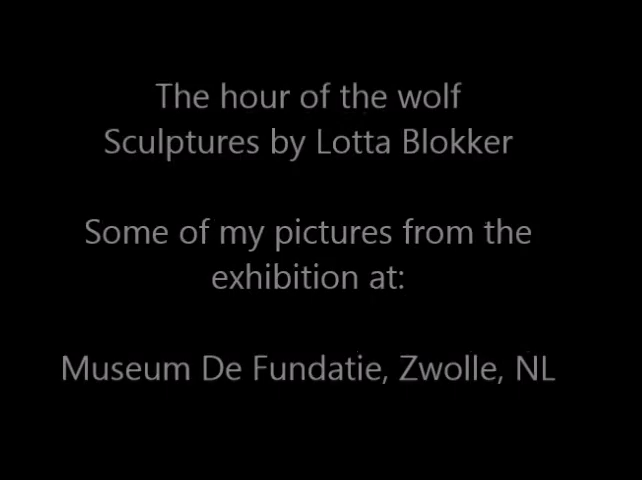 The hour of the wolf
Sculptures by Lotta Blokker
Some of my pictures from the
exhibition at:
Museum De Fundatie, Zwolle, NL